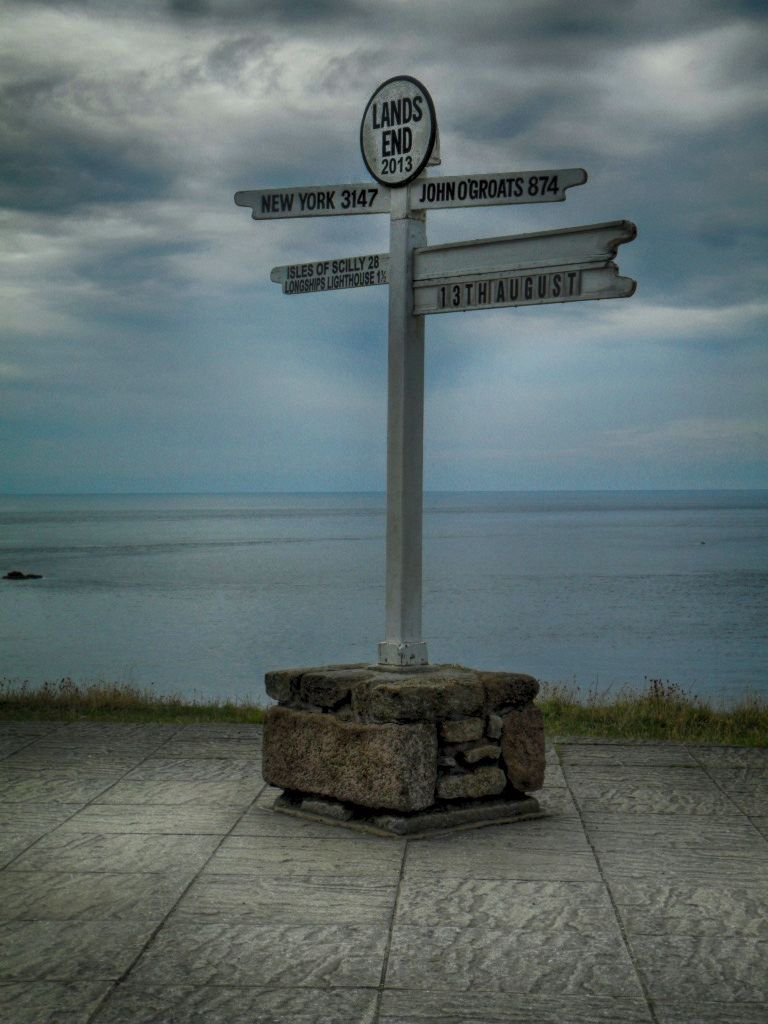 LANDS
END
2013
NEW YORK 3147
JOHN O'GROATS 874
ISLES OF SCILLY 28
LONGSHIPS LIGHTHOUSE 1½
13TH AUGUST